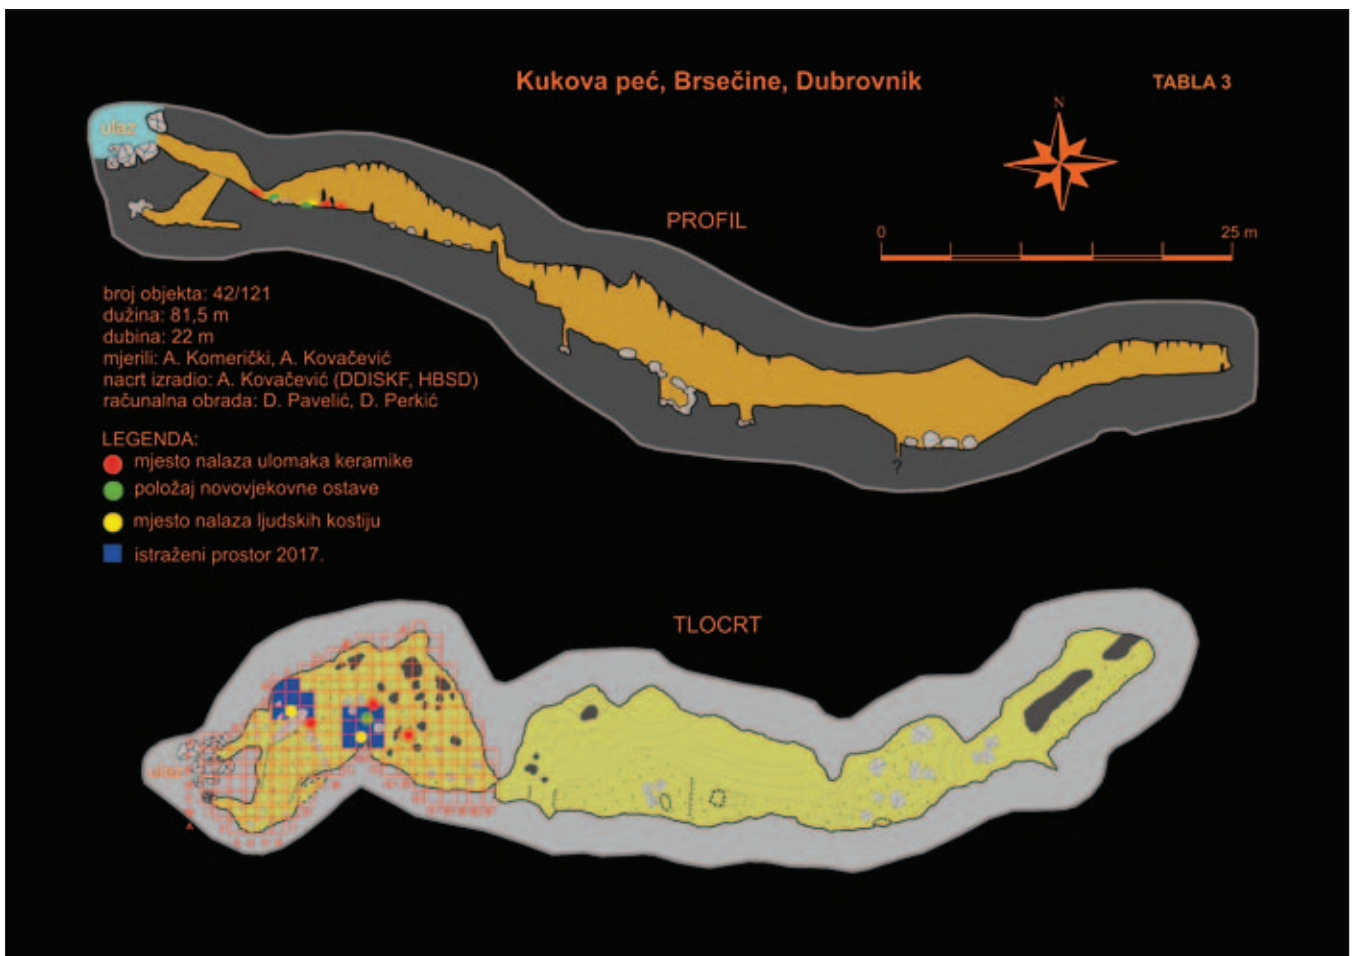 Kukova peć, Brsečine, Dubrovnik
TABLA 3
N
ulaz
PROFIL
0 25 m
broj objekta: 42/121
dužina: 81,5 m
dubina: 22 m
mjerili: A. Komerički, A. Kovačević
nacrt izradio: A. Kovačević (DDISKF, HBSD)
računalna obrada: D. Pavelić, D. Perkić
LEGENDA:
mjesto nalaza ulomaka keramike
položaj novovjekovne ostave
mjesto nalaza ljudskih kostiju
istraženi prostor 2017.
?
TLOCRT